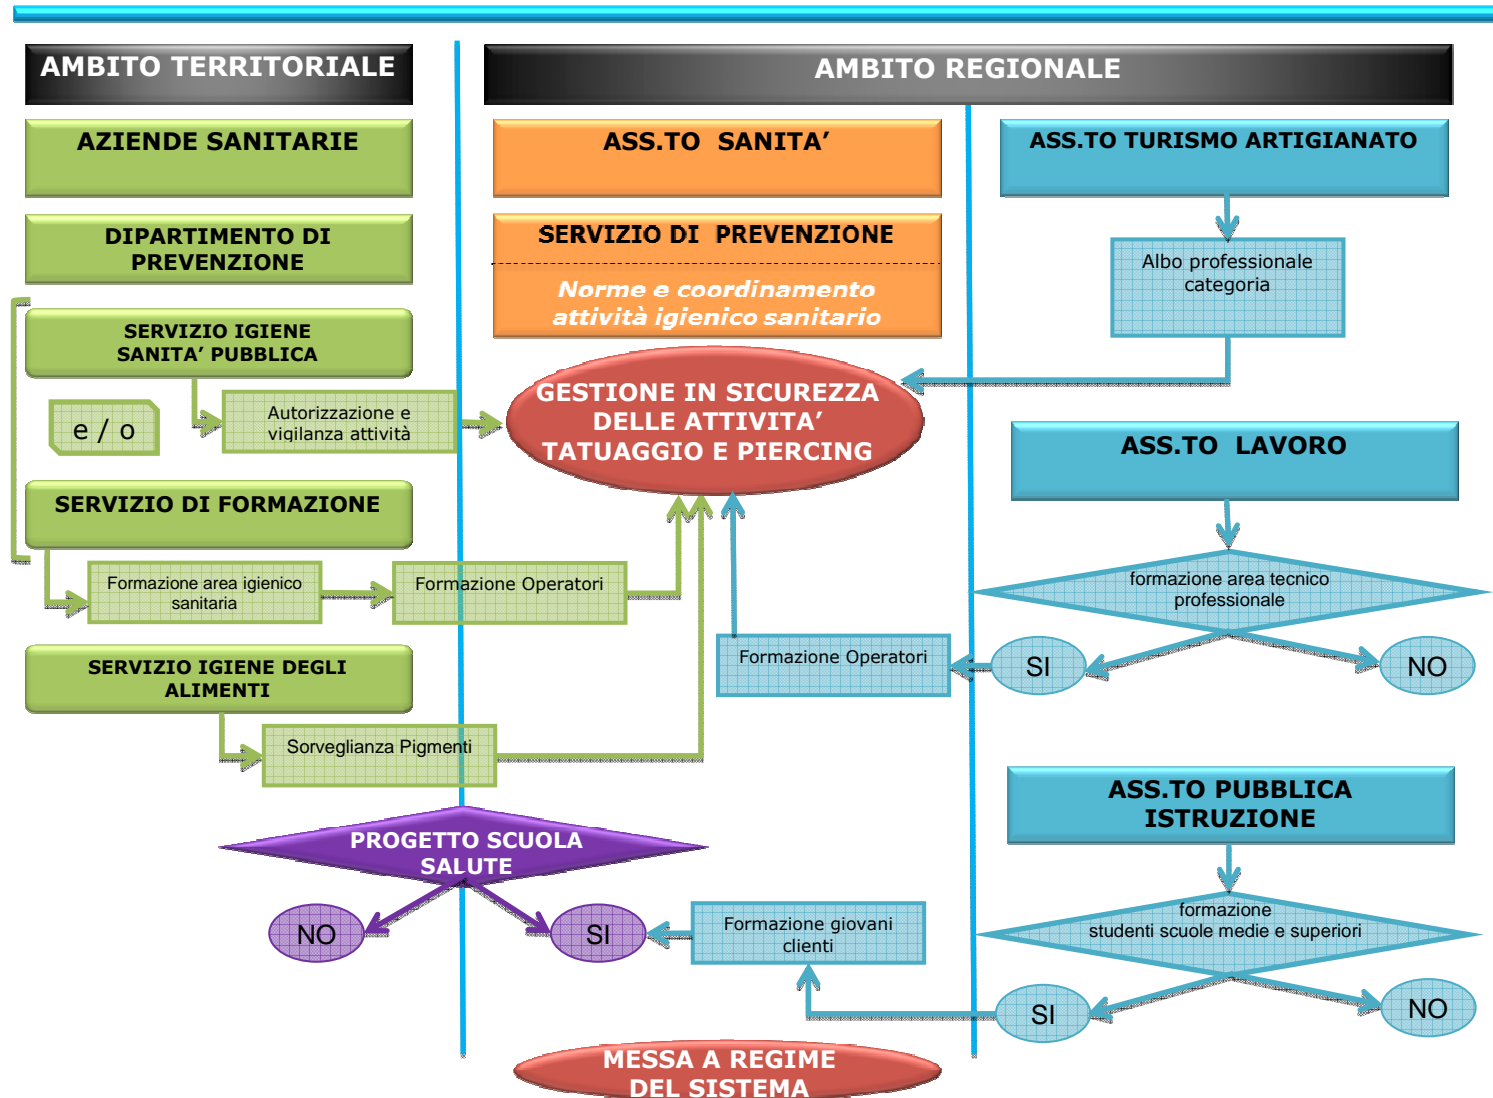 AMBITO TERRITORIALE
AMBITO REGIONALE
AZIENDE SANITARIE
ASS.TO SANITA’
ASS.TO TURISMO ARTIGIANATO
DIPARTIMENTO DI
PREVENZIONE
SERVIZIO DI PREVENZIONE
Norme e coordinamento
attività igienico sanitario
Albo professionale
categoria
SERVIZIO IGIENE
SANITA’ PUBBLICA
e / o
Autorizzazione e
vigilanza attività
GESTIONE IN SICUREZZA
DELLE ATTIVITA’
TATUAGGIO E PIERCING
ASS.TO LAVORO
SERVIZIO DI FORMAZIONE
Formazione area igienico
sanitaria
Formazione Operatori
formazione area tecnico
professionale
Formazione Operatori
SI
NO
SERVIZIO IGIENE DEGLI
ALIMENTI
Sorveglianza Pigmenti
ASS.TO PUBBLICA
ISTRUZIONE
PROGETTO SCUOLA
SALUTE
NO
SI
Formazione giovani
clienti
formazione
studenti scuole medie e superiori
SI
NO
MESSA A REGIME
DEL SISTEMA